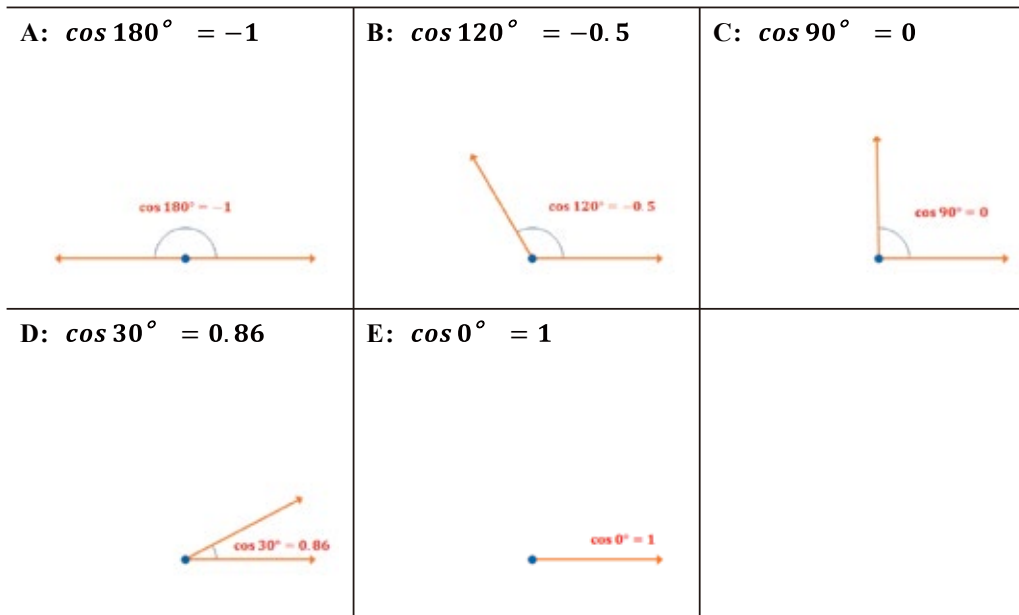 A: cos 180° = −1
B: cos 120° = −0.5
C: cos 90° = 0
cos 180° = −1
cos 120° = −0.5
cos 90° = 0
D: cos 30° = 0.86
E: cos 0° = 1
cos 30° = 0.86
cos 0° = 1